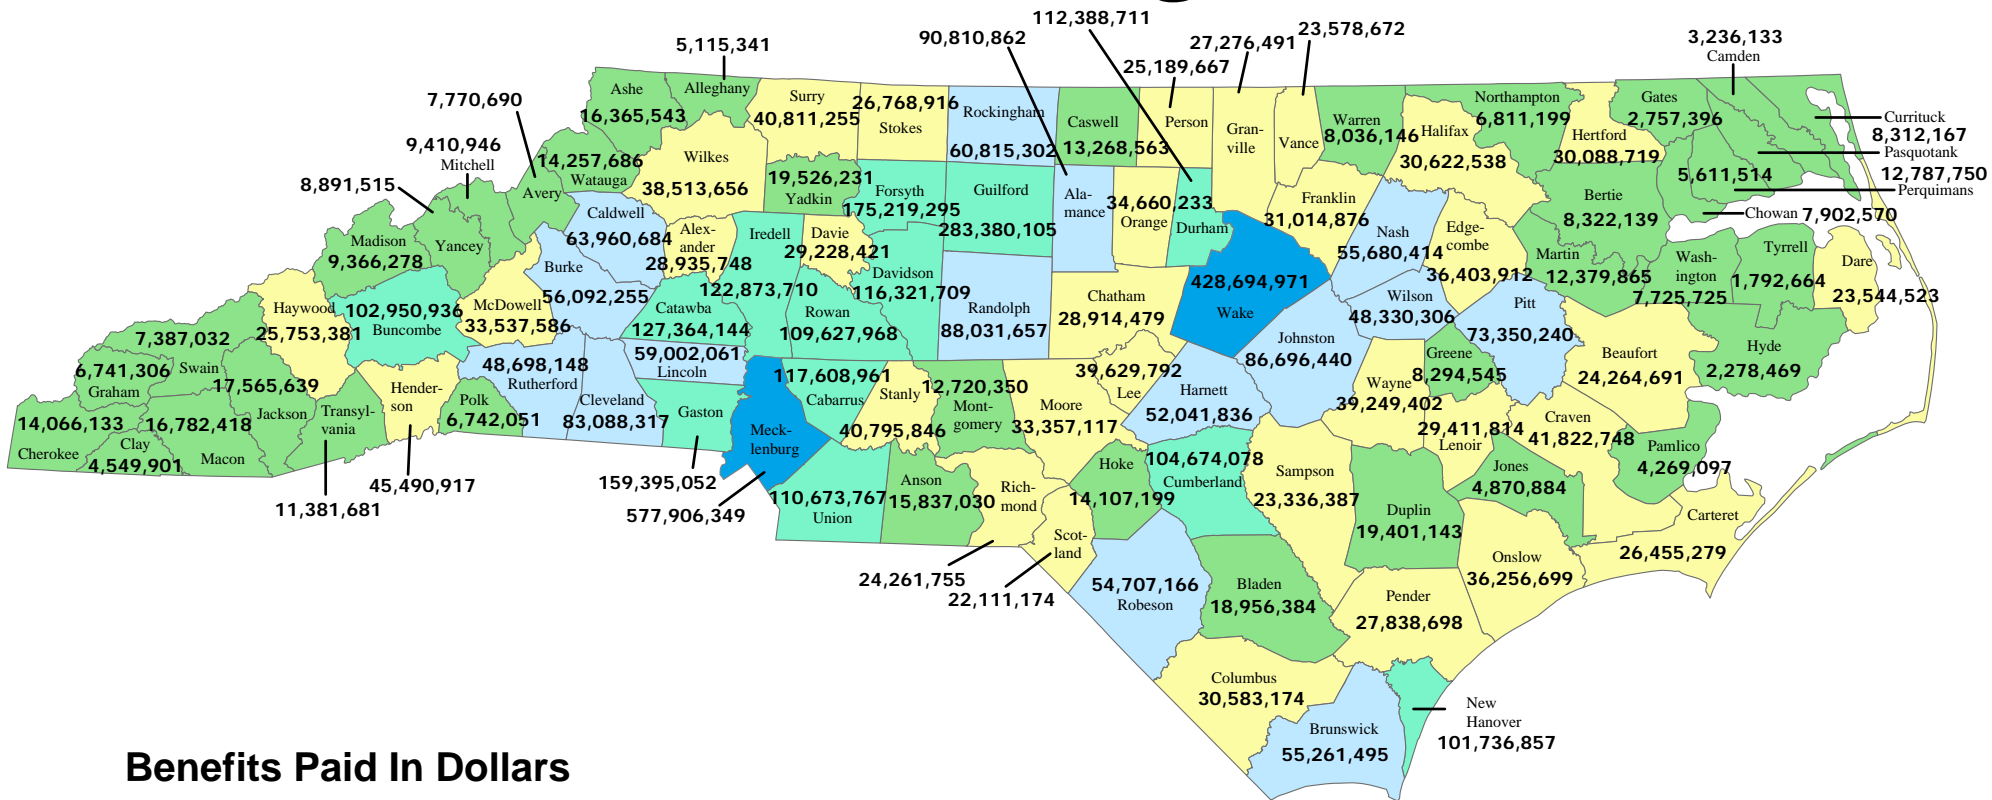 112,388,711
23,578,672
90,810,862
27,276,491
3,236,133
Camden
5,115,341
25,189,667
Ashe
16,365,543
Alleghany
Surry
40,811,255
26,768,916
Stokes
Rockingham
60,815,302
Caswell
13,268,563
Person
Gran-
ville
Vance
Warren
8,036,146
Halifax
30,622,538
Northampton
6,811,199
Hertford
30,088,719
Gates
2,757,396
Currituck
8,312,167
Pasquotank
12,787,750
Perquimans
5,611,514
Chowan 7,902,570
7,770,690
9,410,946
Mitchell
8,891,515
14,257,686
Watauga
Avery
Wilkes
38,513,656
19,526,231
Yadkin
Forsyth
175,219,295
Guilford
283,380,105
Ala-
mance
34,660,233
Orange
Durham
Franklin
31,014,876
Nash
55,680,414
Edge-
combe
36,403,912
Bertie
8,322,139
Martin
12,379,865
Wash-
ington
7,725,725
Tyrrell
1,792,664
Dare
23,544,523
Madison
9,366,278
Yancey
Caldwell
63,960,684
Alex-
ander
28,935,748
Iredell
122,873,710
Davie
29,228,421
Davidson
116,321,709
Randolph
88,031,657
Chatham
28,914,479
428,694,971
Wake
Wilson
48,330,306
Pitt
73,350,240
Burke
56,092,255
McDowell
33,537,586
Haywood
25,753,381
102,950,936
Buncombe
Catawba
127,364,144
Rowan
109,627,968
Johnston
86,696,440
Greene
8,294,545
Beaufort
24,264,691
Hyde
2,278,469
7,387,032
Swain
6,741,306
Graham
17,565,639
Jackson
Hender-
son
48,698,148
Rutherford
59,002,061
Lincoln
117,608,961
Cabarrus
Stanly
40,795,846
12,720,350
Mont-
gomery
Moore
33,357,117
39,629,792
Lee
Harnett
52,041,836
Wayne
39,249,402
29,411,814
Lenoir
Craven
41,822,748
Pamlico
4,269,097
14,066,133
Cherokee
Clay
4,549,901
16,782,418
Macon
Transyl-
vania
Polk
6,742,051
Cleveland
83,088,317
Gaston
Meck-
lenburg
159,395,052
577,906,349
45,490,917
11,381,681
110,673,767
Union
Anson
15,837,030
Rich-
mond
Scot-
land
Hoke
14,107,199
104,674,078
Cumberland
Sampson
23,336,387
Duplin
19,401,143
Jones
4,870,884
Carteret
26,455,279
Onslow
36,256,699
24,261,755
22,111,174
54,707,166
Robeson
Bladen
18,956,384
Pender
27,838,698
Columbus
30,583,174
Brunswick
55,261,495
New
Hanover
101,736,857
Benefits Paid In Dollars